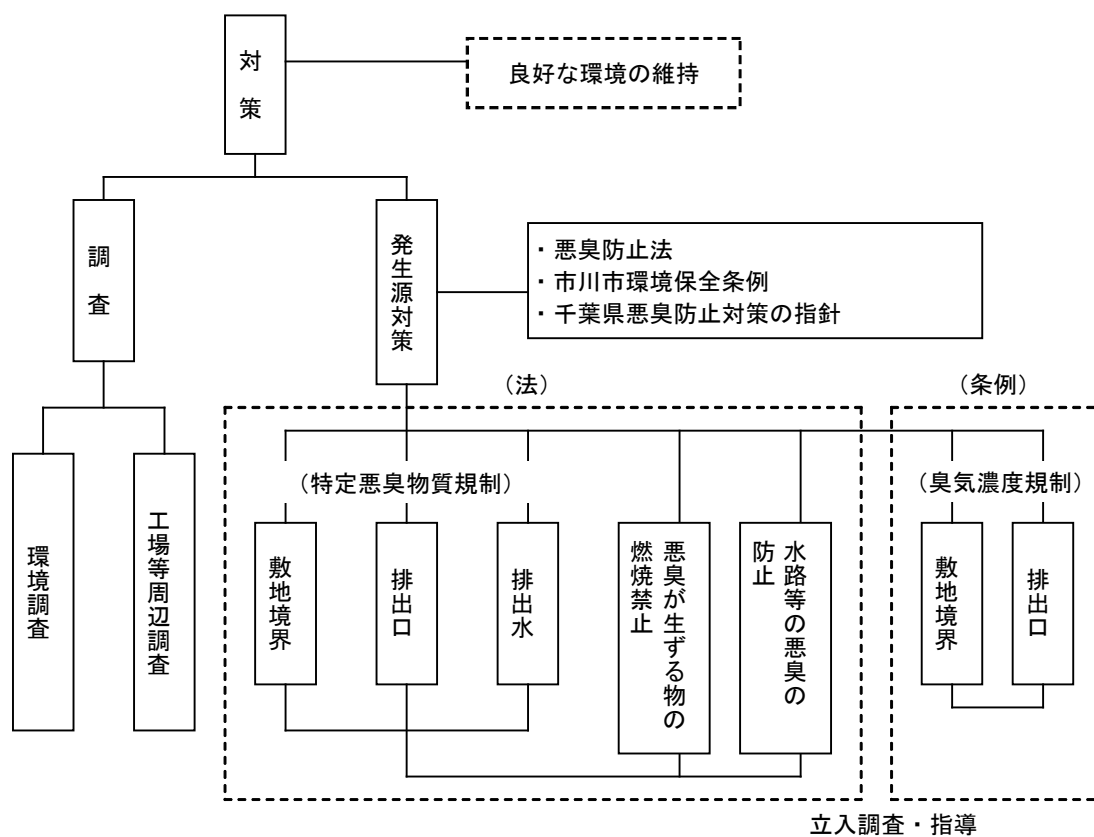 対策
良好な環境の維持
調査
発生源対策
・悪臭防止法
・市川市環境保全条例
・千葉県悪臭防止対策の指針
(法)
(条例)
(特定悪臭物質規制)
(臭気濃度規制)
環境調査
工場等周辺調査
敷地境界
排出口
排出水
悪臭が生ずる物の
燃焼禁止
水路等の悪臭の
防止
敷地境界
排出口
立入調査・指導